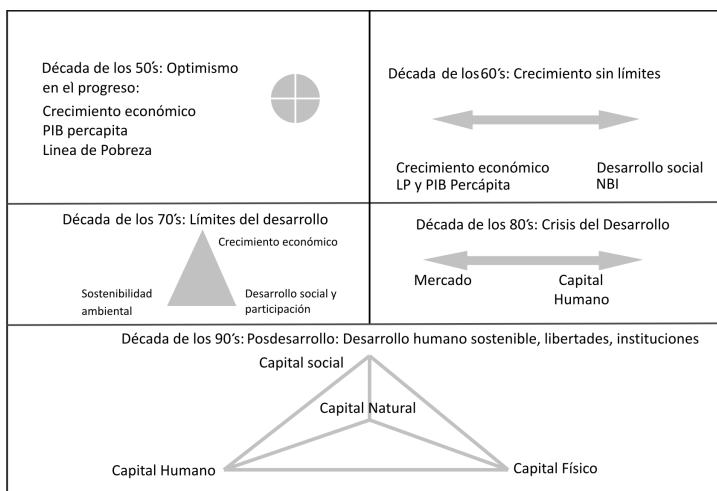 Década de los 50´s: Optimismo
en el progreso:
Crecimiento económico
PIB percapita
Linea de Pobreza
Década de los60´s: Crecimiento sin límites
Crecimiento económico
LP y PIB Percápita
Desarrollo social
NBI
Década de los 70´s: Límites del desarrollo
Crecimiento económico
Sostenibilidad
ambiental
Desarrollo social y
participación
Década de los 80´s: Crisis del Desarrollo
Mercado
Capital
Humano
Década de los 90´s: Posdesarrollo: Desarrollo humano sostenible, libertades, instituciones
Capital social
Capital Natural
Capital Humano
Capital Físico